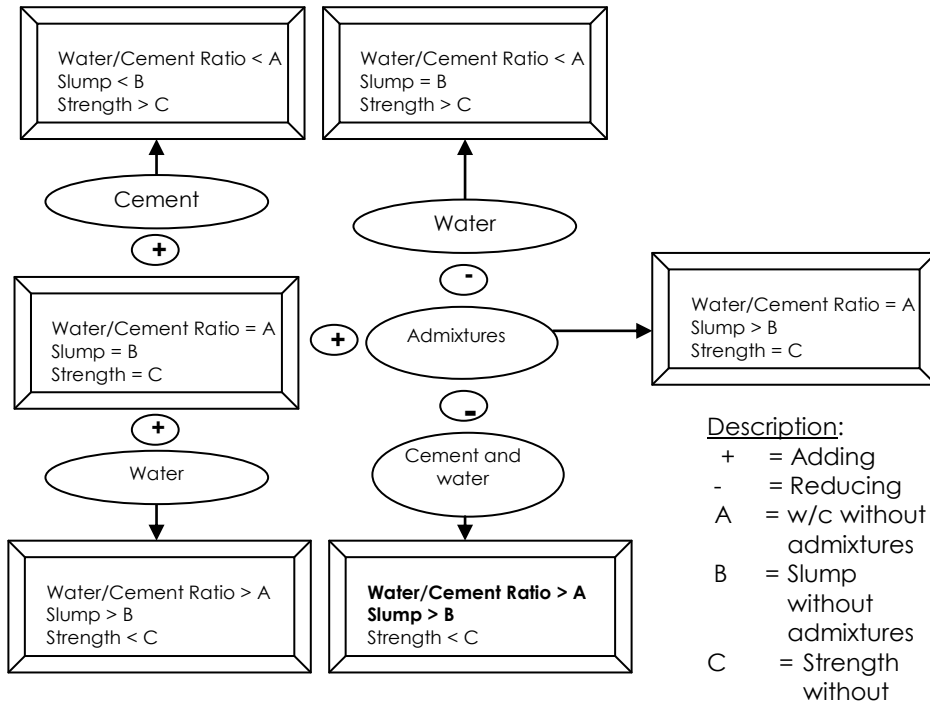 Water/Cement Ratio < A
Slump < B
Strength > C
Water/Cement Ratio < A
Slump = B
Strength > C
Cement
Water
+
-
Water/Cement Ratio = A
Slump = B
Strength = C
+
Admixtures
Water/Cement Ratio = A
Slump > B
Strength = C
+
-
Water
Cement and
water
Water/Cement Ratio > A
Slump > B
Strength < C
Water/Cement Ratio > A
Slump > B
Strength < C
Description:
+ = Adding
- = Reducing
A = w/c without
admixtures
B = Slump
without
admixtures
C = Strength
without